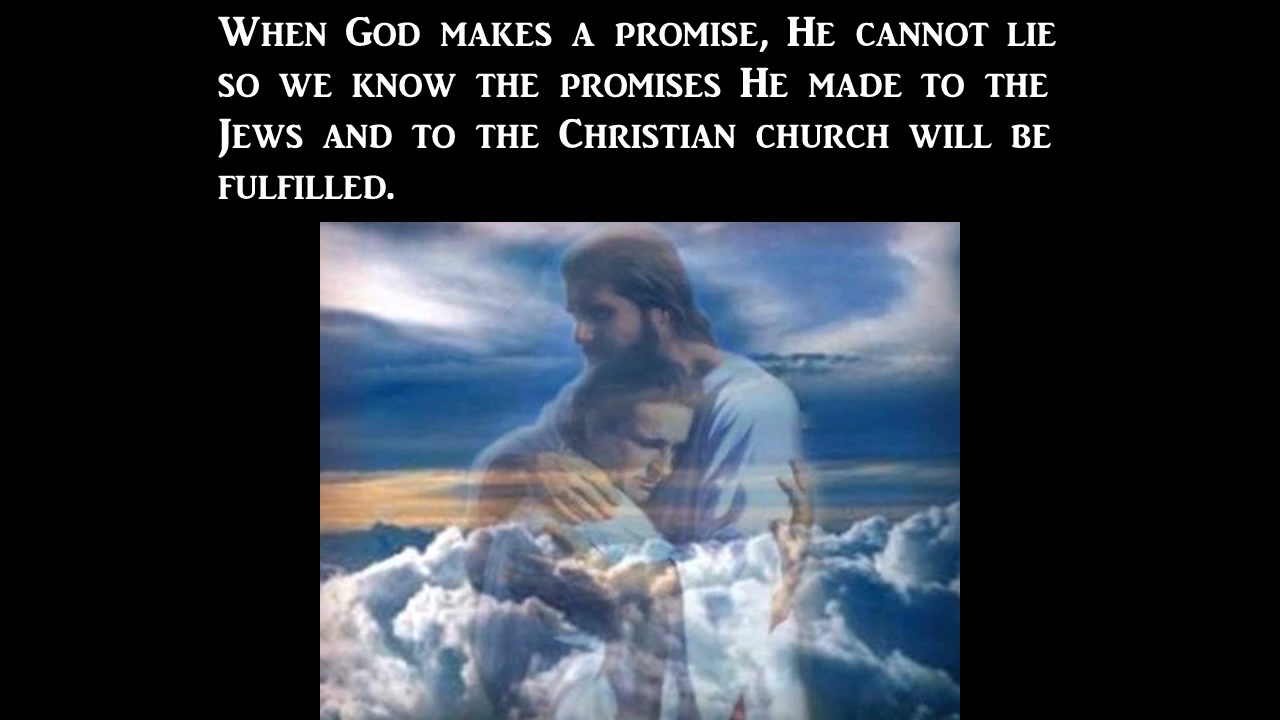 When God makes a promise, He cannot lie
so we know the promises He made to the
Jews and to the Christian church will be
fulfilled.